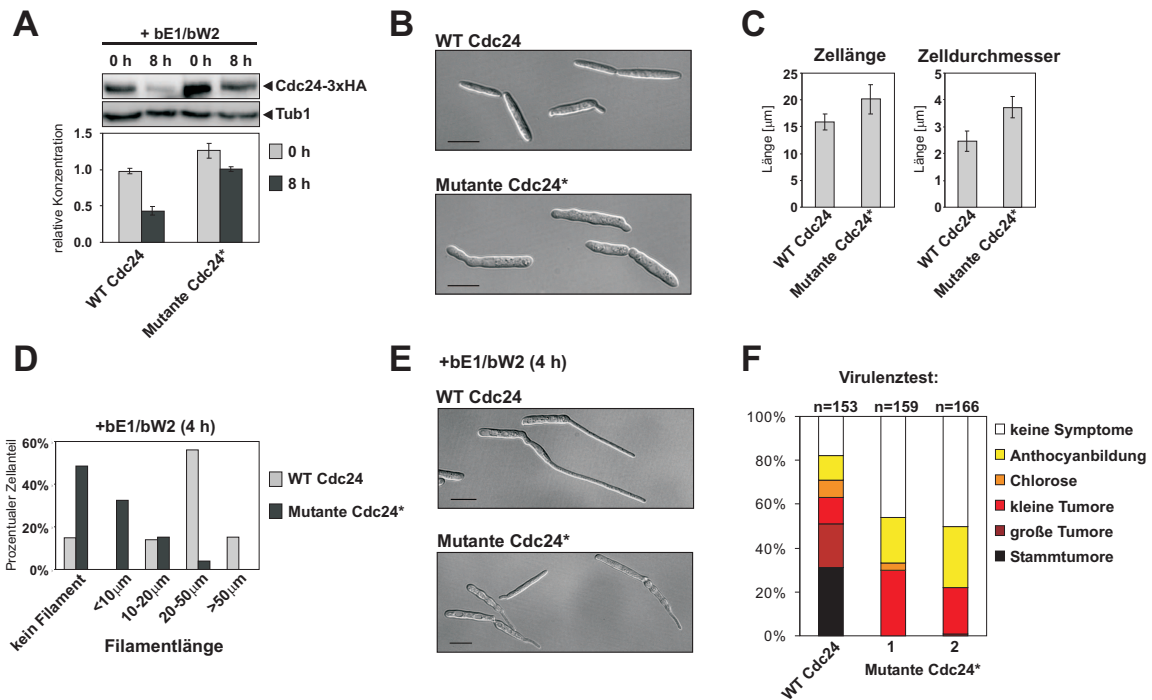 A
+ bE1/bW2
0 h 8 h 0 h 8 h
Cdc24-3xHA
Tub1
relative Konzentration
1.5
1.0
0.5
0.0
0 h
8 h
WT Cdc24
Mutante Cdc24*
B
WT Cdc24
Mutante Cdc24*
C
Zellänge
Länge [µm]
25
20
15
10
5
0
WT Cdc24
Mutante Cdc24*
Zelldurchmesser
Länge [µm]
5
4
3
2
1
0
WT Cdc24
Mutante Cdc24*
D
+bE1/bW2 (4 h)
Prozentualer Zellanteil
60%
40%
20%
0%
WT Cdc24
Mutante Cdc24*
kein Filament
<10µm
10-20µm
20-50µm
>50µm
Filamentlänge
E
+bE1/bW2 (4 h)
WT Cdc24
Mutante Cdc24*
F
Virulenztest:
n=153 n=159 n=166
100%
80%
60%
40%
20%
0%
keine Symptome
Anthocyanbildung
Chlorose
kleine Tumore
große Tumore
Stammtumore
WT Cdc24
1 2
Mutante Cdc24*